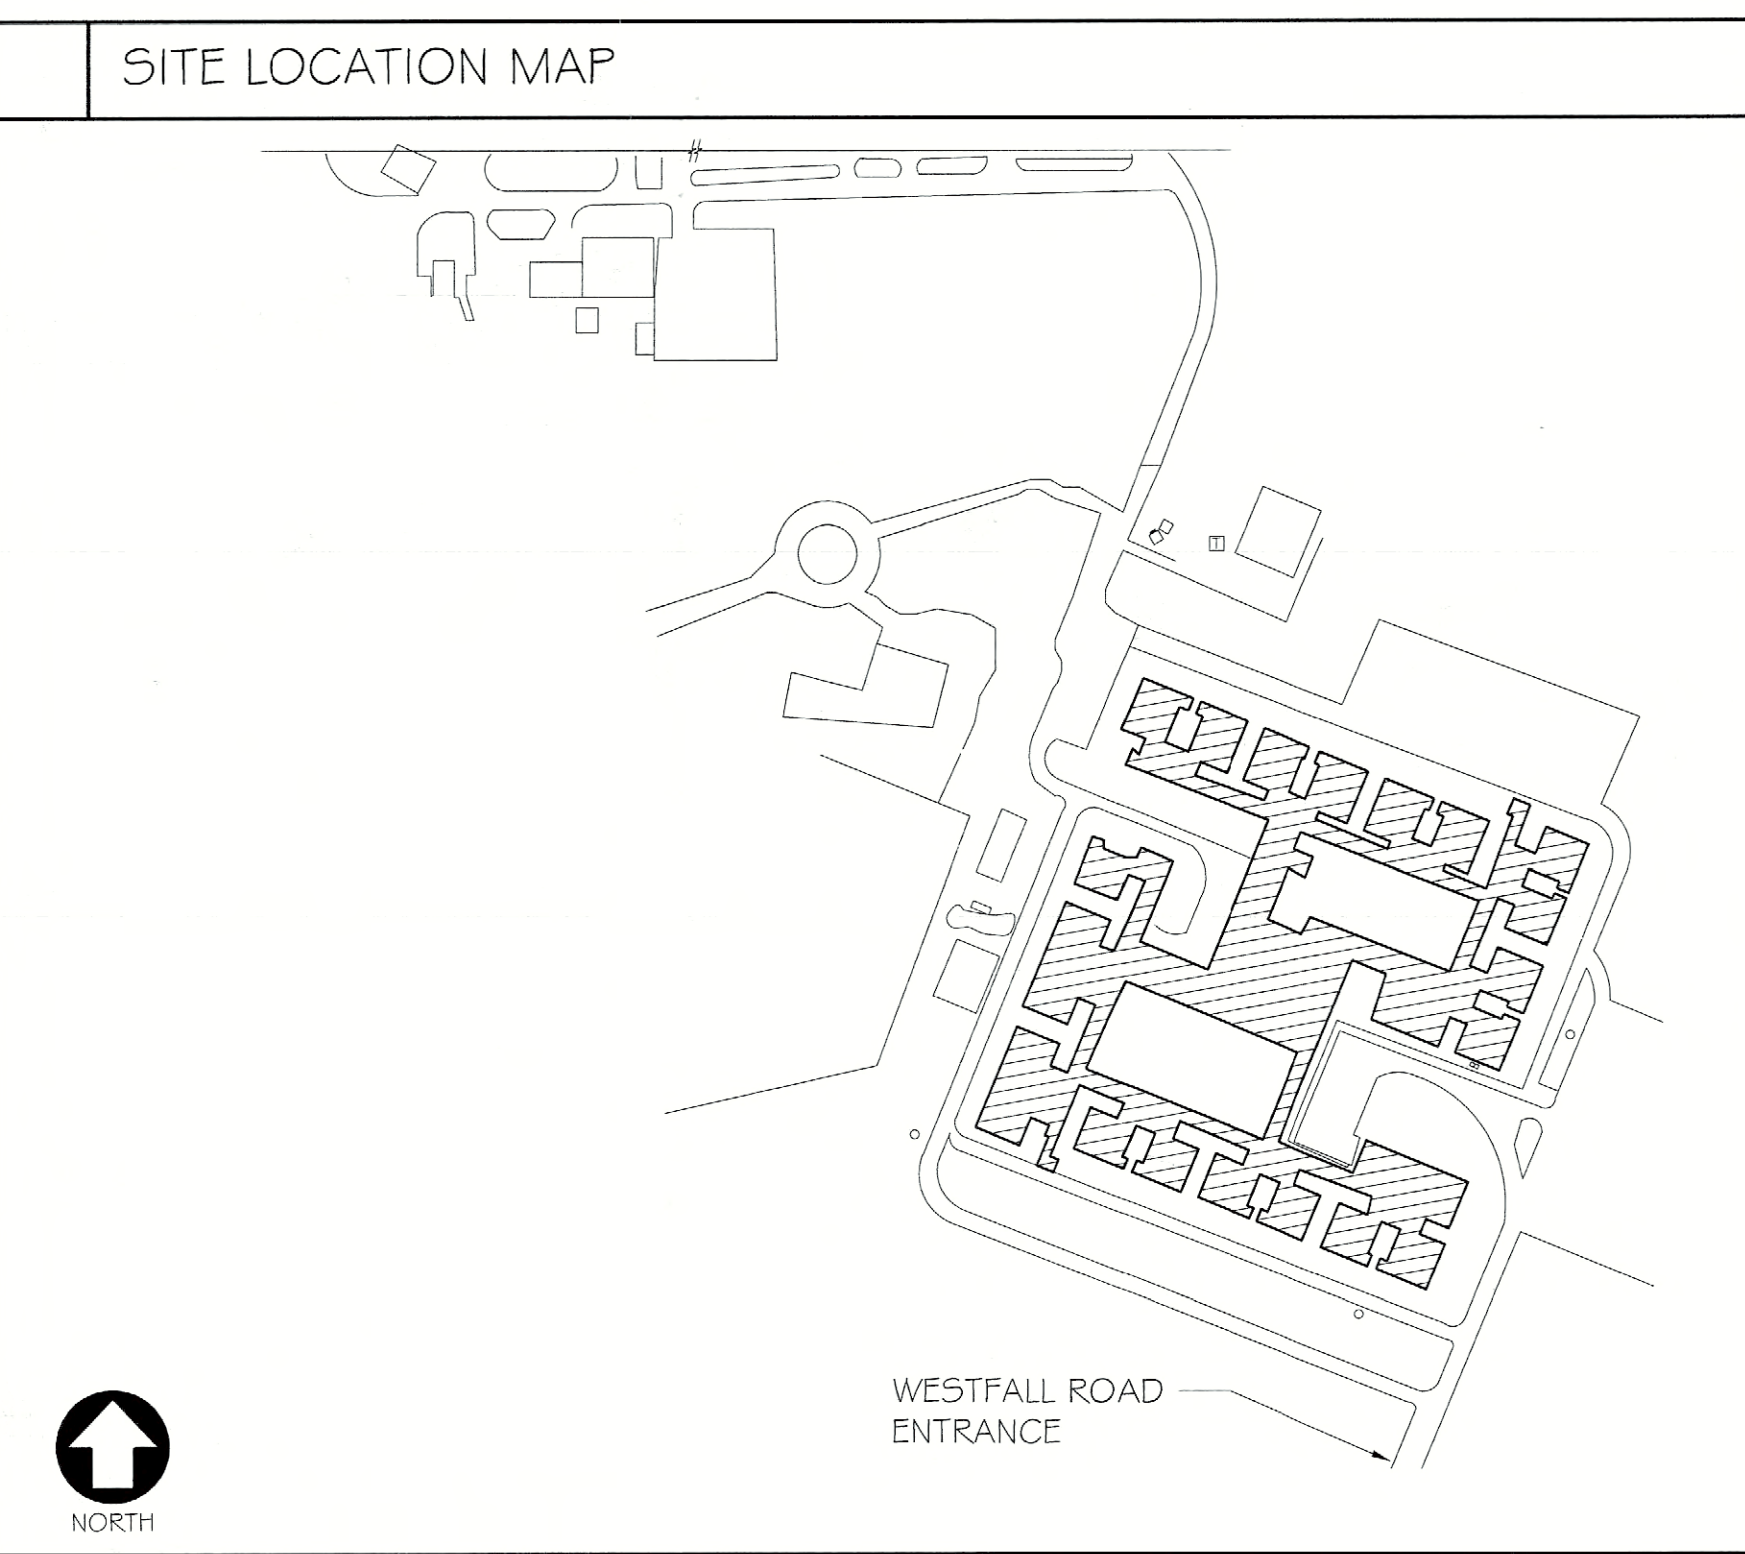 SITE LOCATION MAP
T
WESTFALL ROAD
ENTRANCE
NORTH